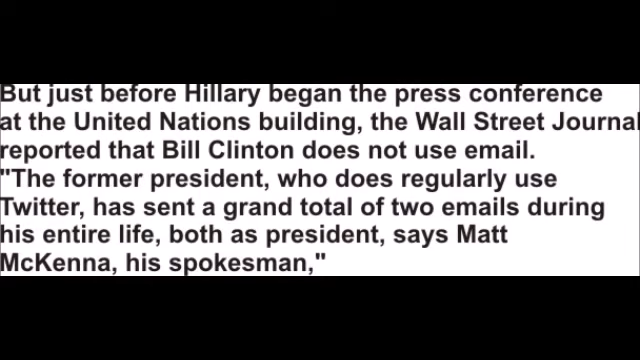 But just before Hillary began the press conference
at the United Nations building, the Wall Street Journal
reported that Bill Clinton does not use email.
"The former president, who does regularly use
Twitter, has sent a grand total of two emails during
his entire life, both as president, says Matt
McKenna, his spokesman,"